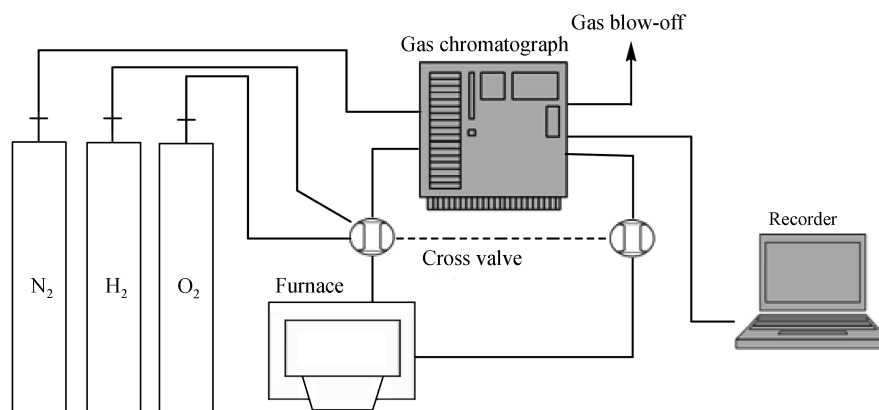 Gas blow-off
Gas chromatograph
Recorder
Cross valve
Furnace
N₂
H₂
O₂